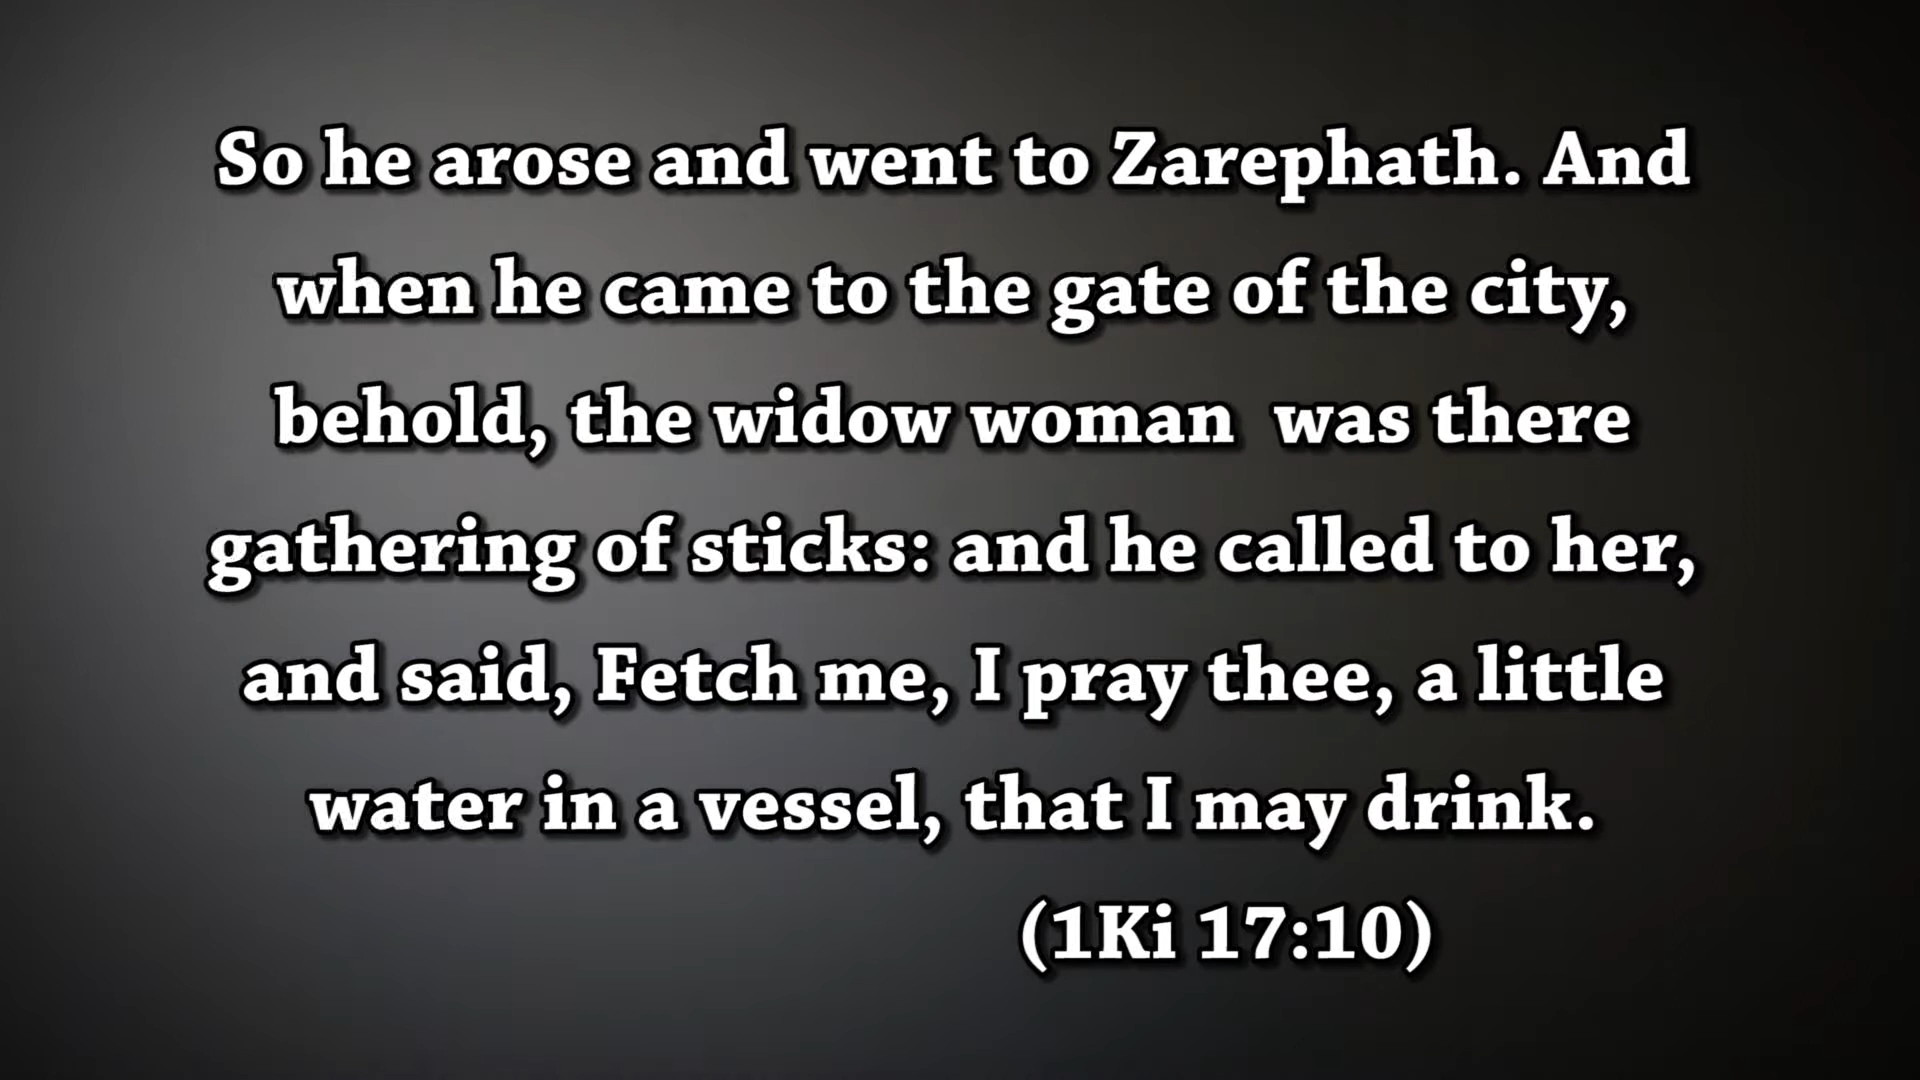 So he arose and went to Zarephath. And
when he came to the gate of the city,
behold, the widow woman  was there
gathering of sticks: and he called to her,
and said, Fetch me, I pray thee, a little
water in a vessel, that I may drink.
(1Ki 17:10)